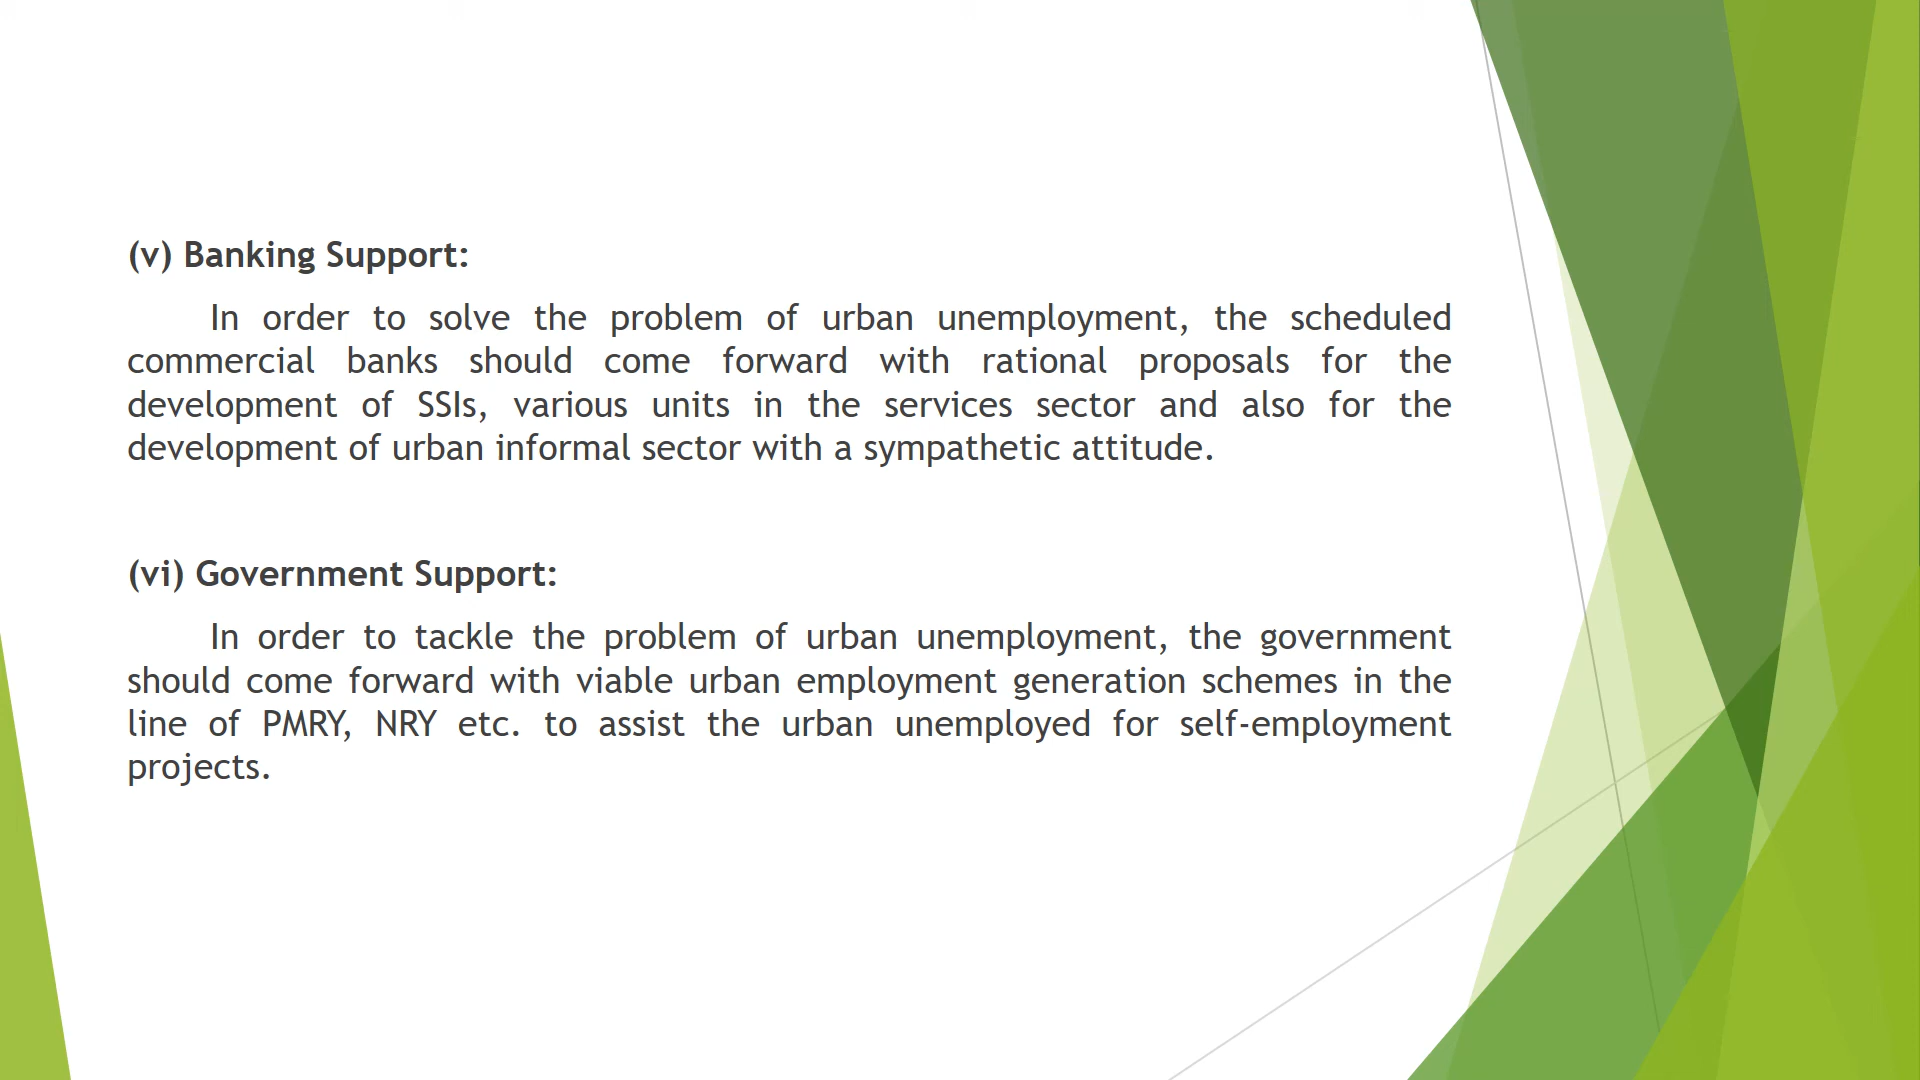 (v) Banking Support:
In order to solve the problem of urban unemployment, the scheduled
commercial banks should come forward with rational proposals for the
development of SSIs, various units in the services sector and also for the
development of urban informal sector with a sympathetic attitude.
(vi) Government Support:
In order to tackle the problem of urban unemployment, the government
should come forward with viable urban employment generation schemes in the
line of PMRY, NRY etc. to assist the urban unemployed for self-employment
projects.